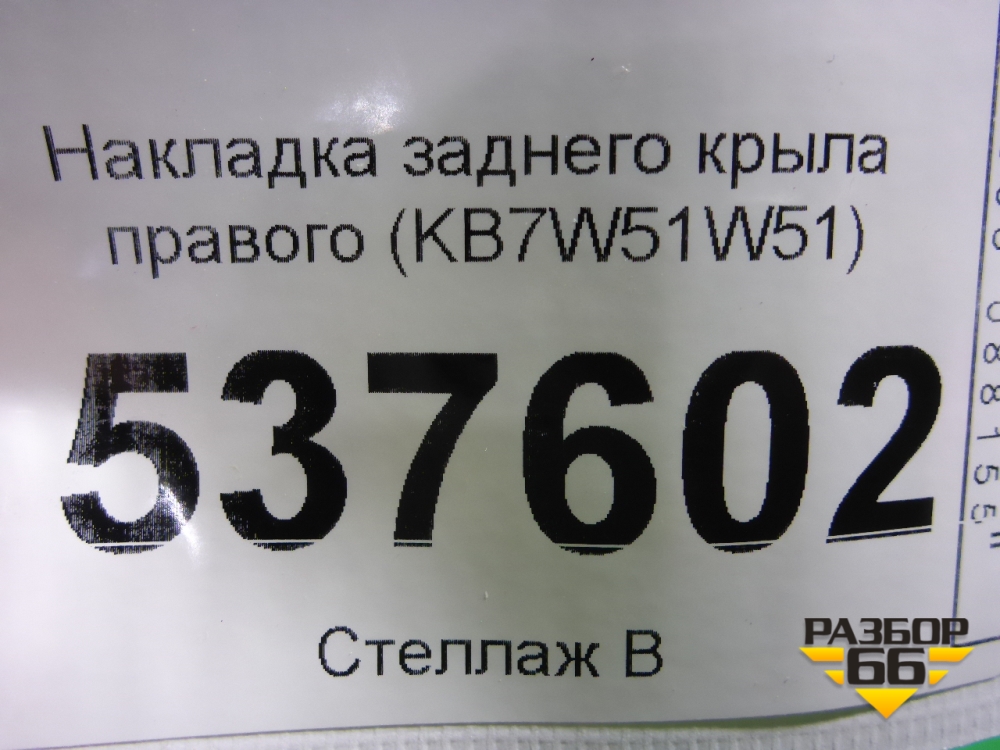 Накладка заднего крыла
правого (KB7W51W51)
537602
Стеллаж В
РАЗБОР
66